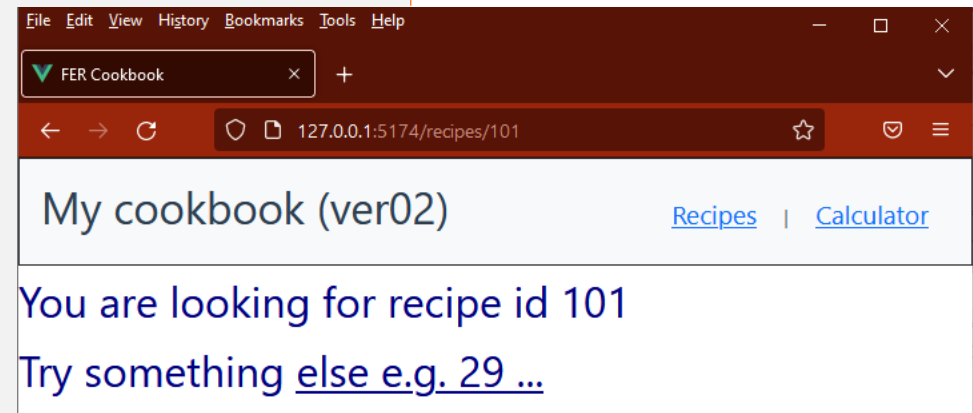 File Edit View History Bookmarks Tools Help
FER Cookbook
127.0.0.1:5174/recipes/101
My cookbook (ver02)
Recipes | Calculator
You are looking for recipe id 101
Try something else e.g. 29 ...